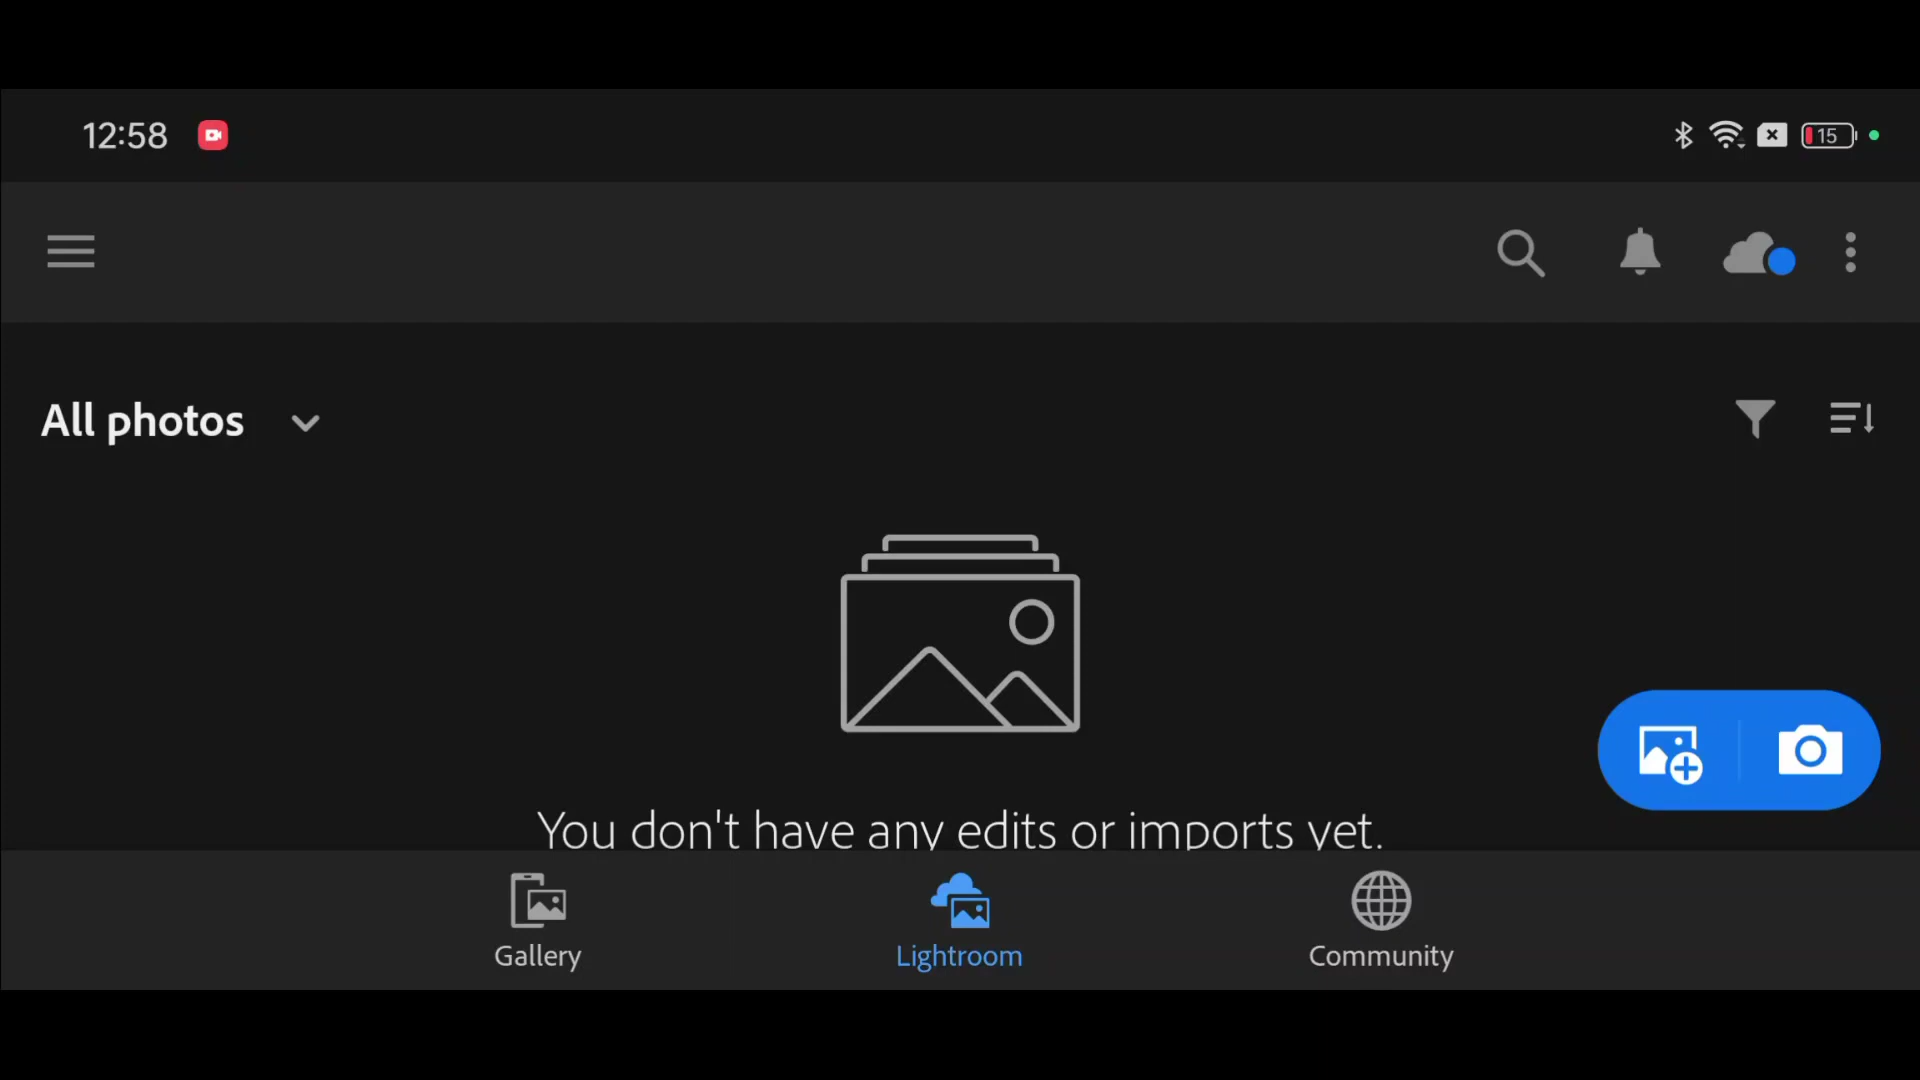 12:58
15
All photos
You don't have any edits or imports yet.
Gallery
Lightroom
Community